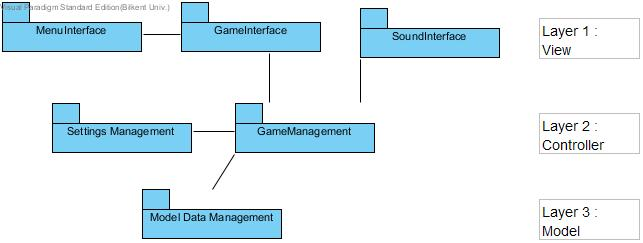 Visual Paradigm Standard Edition(Bilkent Univ.)
MenuInterface
GameInterface
SoundInterface
Layer 1 :
View
Settings Management
GameManagement
Layer 2 :
Controller
Model Data Management
Layer 3 :
Model